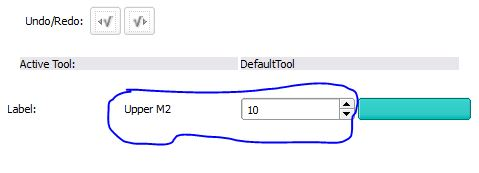 Undo/Redo:
Active Tool: DefaultTool
Label: Upper M2 10